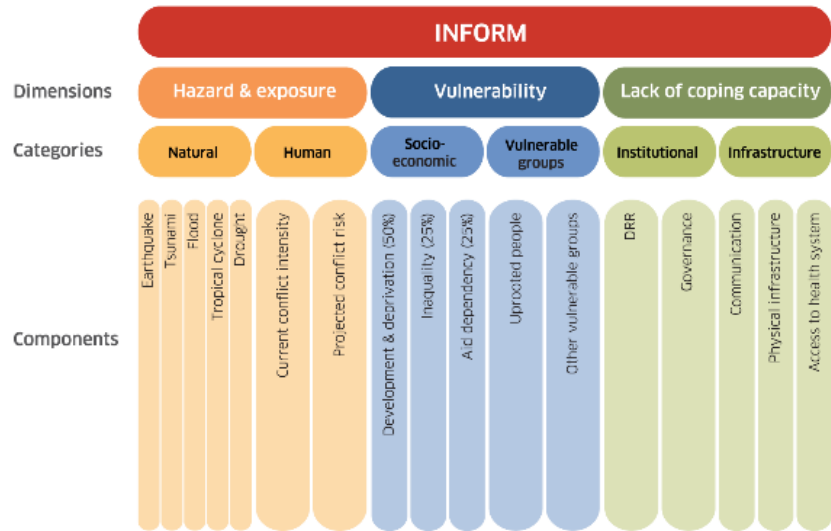 INFORM
Dimensions
Hazard & exposure
Vulnerability
Lack of coping capacity
Categories
Natural
Human
Socio-
economic
Vulnerable
groups
Institutional
Infrastructure
Components
Earthquake
Tsunami
Flood
Tropical cyclone
Drought
Current conflict intensity
Projected conflict risk
Development & deprivation (50%)
Inaquality (25%)
Aid dependency (25%)
Uprooted people
Other vulnerable groups
DRR
Governance
Communication
Physical infrastructure
Access to health system